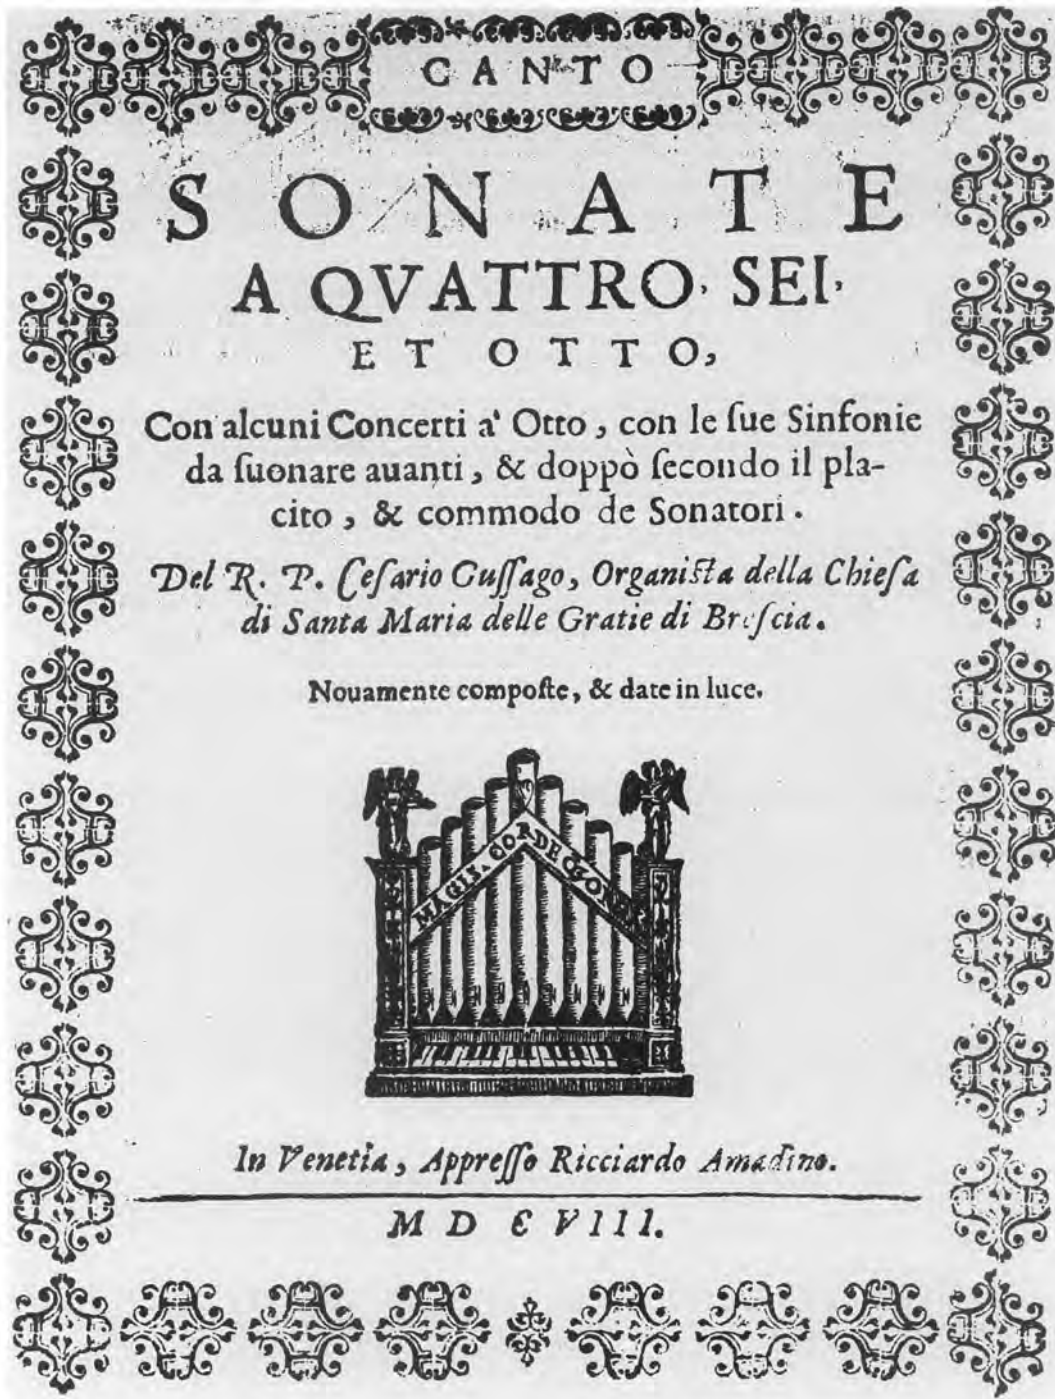 CANTO
SONATE
A QVATTRO, SEI,
ET OTTO,
Con alcuni Concerti a' Otto, con le ſue Sinfonie
da ſuonare auanti, & doppò ſecondo il pla-
cito, & commodo de Sonatori.
Del R. P. Ceſario Guſſago, Organiſta della Chieſa
di Santa Maria delle Gratie di Breſcia.
Nouamente compoſte, & date in luce.
MAGIS CORDE
In Venetia, Appreſſo Ricciardo Amadino.
M D C VIII.